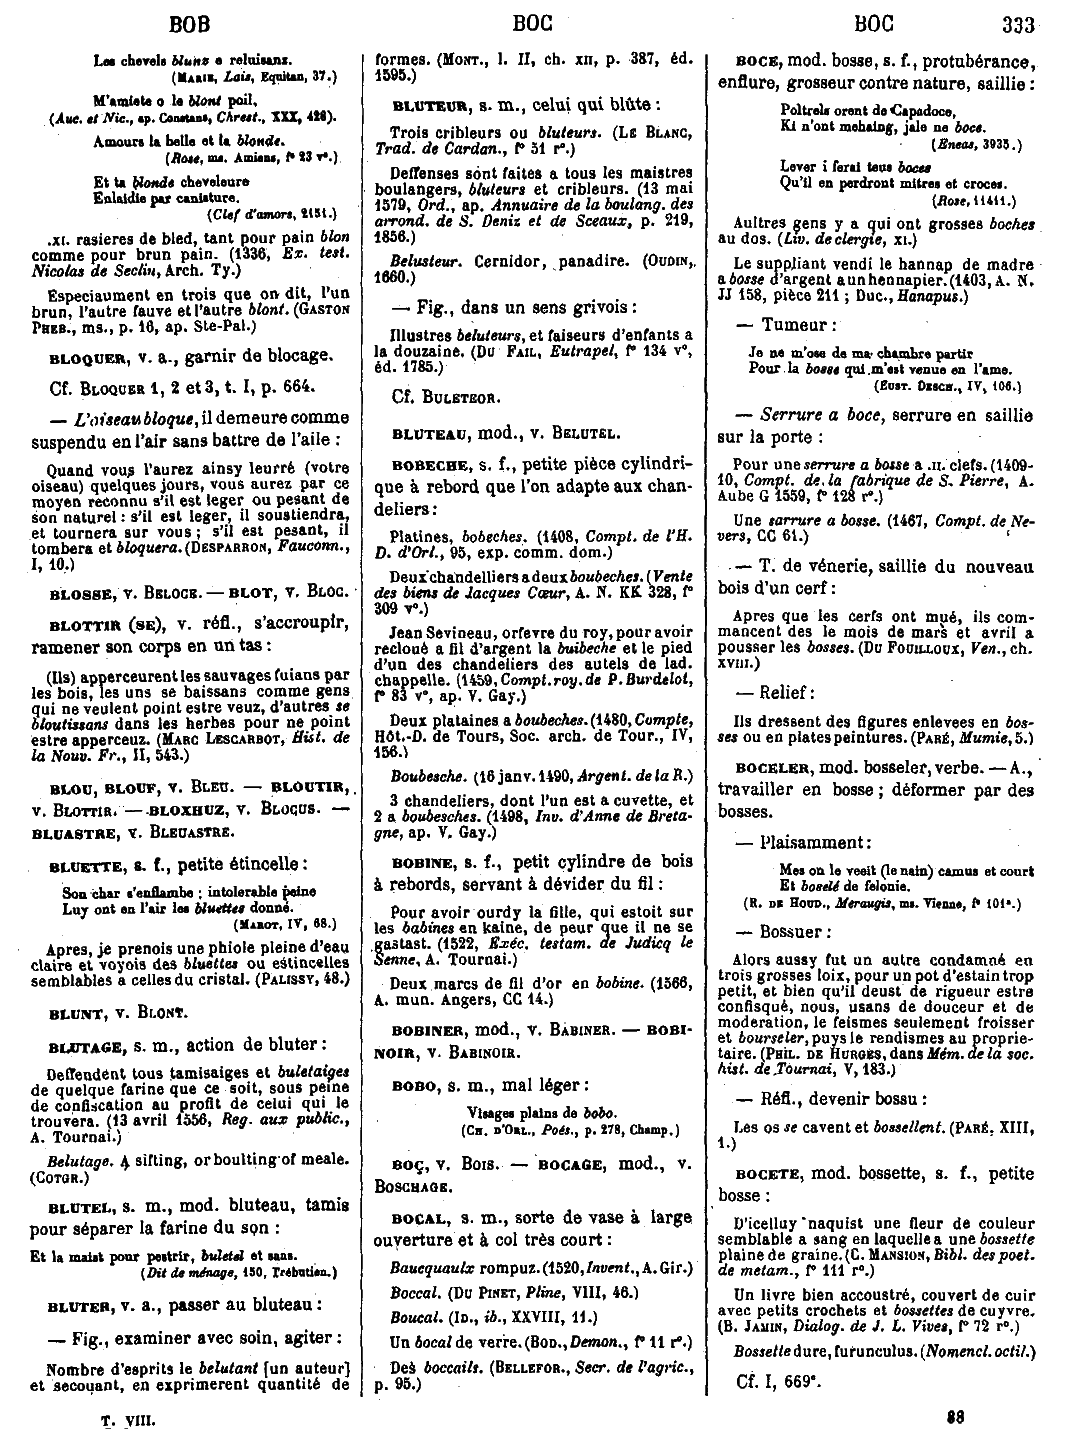 BOB BOC BOC 333
Les chevels bluns e reluisans.
(MARIE, Lais, Equitan, 37.)
M'amiete o le blont poil,
(Auc. et Nic., ap. Constans, Chrest., XXX, 428).
Amours la belle et la blonde.
(Rose, ms. Amiens, f° 23 v°.)
Et ta blonde cheveleure
Enlaidie par canisture.
(Clef d'amors, 2151.)
.XI. rasieres de bled, tant pour pain blon
comme pour brun pain. (1336, Ex. test.
Nicolas de Seclin, Arch. Ty.)
Especiaument en trois que on dit, l'un
brun, l'autre fauve et l'autre blont. (GASTON
PHEB., ms., p. 16, ap. Ste-Pal.)
BLOQUER, v. a., garnir de blocage.
Cf. BLOQUER 1, 2 et 3, t. I, p. 664.
— L'oiseau bloque, il demeure comme
suspendu en l'air sans battre de l'aile :
Quand vous l'aurez ainsy leurré (votre
oiseau) quelques jours, vous aurez par ce
moyen reconnu s'il est leger ou pesant de
son naturel : s'il est leger, il soustiendra,
et tournera sur vous ; s'il est pesant, il
tombera et bloquera. (DESPARRON, Fauconn.,
I, 10.)
BLOSSE, v. BELOCE. — BLOT, v. BLOC.
BLOTTIR (SE), v. réfl., s'accroupir,
ramener son corps en un tas :
(Ils) apperceurent les sauvages fuians par
les bois, les uns se baissans comme gens
qui ne veulent point estre veuz, d'autres se
bloutissans dans les herbes pour ne point
estre apperceuz. (MARC LESCARBOT, Hist. de
la Nouv. Fr., II, 543.)
BLOU, BLOUF, v. BLEU. — BLOUTIR,
v. BLOTTIR. — BLOXHUZ, v. BLOQUS. —
BLUASTRE, v. BLEUASTRE.
BLUETTE, s. f., petite étincelle :
Son char s'enflambe ; intolerable peine
Luy ont en l'air les bluettes donné.
(MAROT, IV, 68.)
Apres, je prenois une phiole pleine d'eau
claire et voyois des bluettes ou estincelles
semblables a celles du cristal. (PALISSY, 48.)
BLUNT, v. BLONT.
BLUTAGE, s. m., action de bluter :
Deffendent tous tamisaiges et buletaiges
de quelque farine que ce soit, sous peine
de confiscation au profit de celui qui le
trouvera. (13 avril 1556, Reg. aux public.,
A. Tournai.)
Belutage. A sifting, or boulting of meale.
(COTGR.)
BLUTEL, s. m., mod. bluteau, tamis
pour séparer la farine du son :
Et la maist pour pestrir, buletel et sans.
(Dit de ménage, 150, Trébutien.)
BLUTER, v. a., passer au bluteau :
— Fig., examiner avec soin, agiter :
Nombre d'esprits le belutant [un auteur]
et secouant, en exprimerent quantité de
formes. (MONT., l. II, ch. XII, p. 387, éd.
1595.)
BLUTEUR, s. m., celui qui blûte :
Trois cribleurs ou bluteurs. (LE BLANC,
Trad. de Cardan., f° 51 r°.)
Deffenses sont faites a tous les maistres
boulangers, bluteurs et cribleurs. (13 mai
1579, Ord., ap. Annuaire de la boulang. des
arrond. de S. Deniz et de Sceaux, p. 219,
1856.)
Belusteur. Cernidor, panadire. (OUDIN,
1660.)
— Fig., dans un sens grivois :
Illustres beluteurs, et faiseurs d'enfants a
la douzaine. (DU FAIL, Eutrapel, f° 134 v°,
éd. 1785.)
Cf. BULETEOR.
BLUTEAU, mod., v. BELUTEL.
BOBECHE, s. f., petite pièce cylindri-
que à rebord que l'on adapte aux chan-
deliers :
Platines, bobeches. (1408, Compt. de l'H.
D. d'Orl., 95, exp. comm. dom.)
Deux chandelliers a deux boubeches. (Vente
des biens de Jacques Cœur, A. N. KK 328, f°
309 v°.)
Jean Sevineau, orfevre du roy, pour avoir
recloué a fil d'argent la buibeche et le pied
d'un des chandeliers des autels de lad.
chappelle. (1459, Compt. roy. de P. Burdelot,
f° 83 v°, ap. V. Gay.)
Deux plataines a boubeches. (1480, Compte,
Hôt.-D. de Tours, Soc. arch. de Tour., IV,
156.)
Boubesche. (16 janv. 1490, Argent. de la R.)
3 chandeliers, dont l'un est a cuvette, et
2 a boubesches. (1498, Inv. d'Anne de Breta-
gne, ap. V. Gay.)
BOBINE, s. f., petit cylindre de bois
à rebords, servant à dévider du fil :
Pour avoir ourdy la fille, qui estoit sur
les babines en kaine, de peur que il ne se
gastast. (1522, Exéc. testam. de Judicq le
Senne, A. Tournai.)
Deux marcs de fil d'or en bobine. (1566,
A. mun. Angers, CC 14.)
BOBINER, mod., v. BABINER. — BOBI-
NOIR, v. BABINOIR.
BOBO, s. m., mal léger :
Visages plains de bobo.
(CH. D'ORL., Poés., p. 278, Champ.)
BOÇ, v. BOIS. — BOCAGE, mod., v.
BOSCHAGE.
BOCAL, s. m., sorte de vase à large
ouverture et à col très court :
Baucquaulx rompuz. (1520, Invent., A. Gir.)
Boccal. (DU PINET, Pline, VIII, 46.)
Boucal. (ID., ib., XXVIII, 11.)
Un bocal de verre. (BOD., Demon., f° 11 r°.)
Des boccails. (BELLEFOR., Secr. de l'agric.,
p. 95.)
BOCE, mod. bosse, s. f., protubérance,
enflure, grosseur contre nature, saillie :
Poltrels orent de Capadoce,
Ki n'ont mehaing, jale ne boce.
(Eneas, 3935.)
Lever i ferai teus boces
Qu'il en perdront mitres et croces.
(Rose, 11411.)
Aultres gens y a qui ont grosses boches
au dos. (Liv. de clergie, XI.)
Le suppliant vendi le hannap de madre
a bosse d'argent a un hennapier. (1403, A. N.
JJ 158, pièce 211 ; Duc., Hanapus.)
— Tumeur :
Je ne m'ose de ma chambre partir
Pour la bosse qui m'est venue en l'ame.
(EUST. DESCH., IV, 106.)
— Serrure a boce, serrure en saillie
sur la porte :
Pour une serrure a bosse a .II. clefs. (1409-
10, Compt. de la fabrique de S. Pierre, A.
Aube G 1559, f° 128 r°.)
Une sarrure a bosse. (1467, Compt. de Ne-
vers, CC 61.)
— T. de vénerie, saillie du nouveau
bois d'un cerf :
Apres que les cerfs ont mué, ils com-
mancent des le mois de mars et avril a
pousser les bosses. (DU FOUILLOUX, Ven., ch.
XVIII.)
— Relief :
Ils dressent des figures enlevees en bos-
ses ou en plates peintures. (PARÉ, Mumie, 5.)
BOCELER, mod. bosseler, verbe. — A.,
travailler en bosse ; déformer par des
bosses.
— Plaisamment :
Mes on le veeit (le nain) camus et court
Et boselé de felonie.
(R. DE HOUD., Meraugis, ms. Vienne, f° 101ª.)
— Bossuer :
Alors aussy fut un autre condamné en
trois grosses loix, pour un pot d'estain trop
petit, et bien qu'il deust de rigueur estre
confisqué, nous, usans de douceur et de
moderation, le feismes seulement froisser
et bourseler, puys le rendismes au proprie-
taire. (PHIL. DE HURGES, dans Mém. de la soc.
hist. de Tournai, V, 183.)
— Réfl., devenir bossu :
Les os se cavent et bossellent. (PARÉ, XIII,
1.)
BOCETE, mod. bossette, s. f., petite
bosse :
D'icelluy naquist une fleur de couleur
semblable a sang en laquelle a une bossette
plaine de graine. (C. MANSION, Bibl. des poet.
de metam., f° 111 r°.)
Un livre bien accoustré, couvert de cuir
avec petits crochets et bossettes de cuyvre.
(B. JAMIN, Dialog. de J. L. Vives, f° 72 r°.)
Bossette dure, furunculus. (Nomencl. octil.)
Cf. I, 669ª.
T. VIII. 88